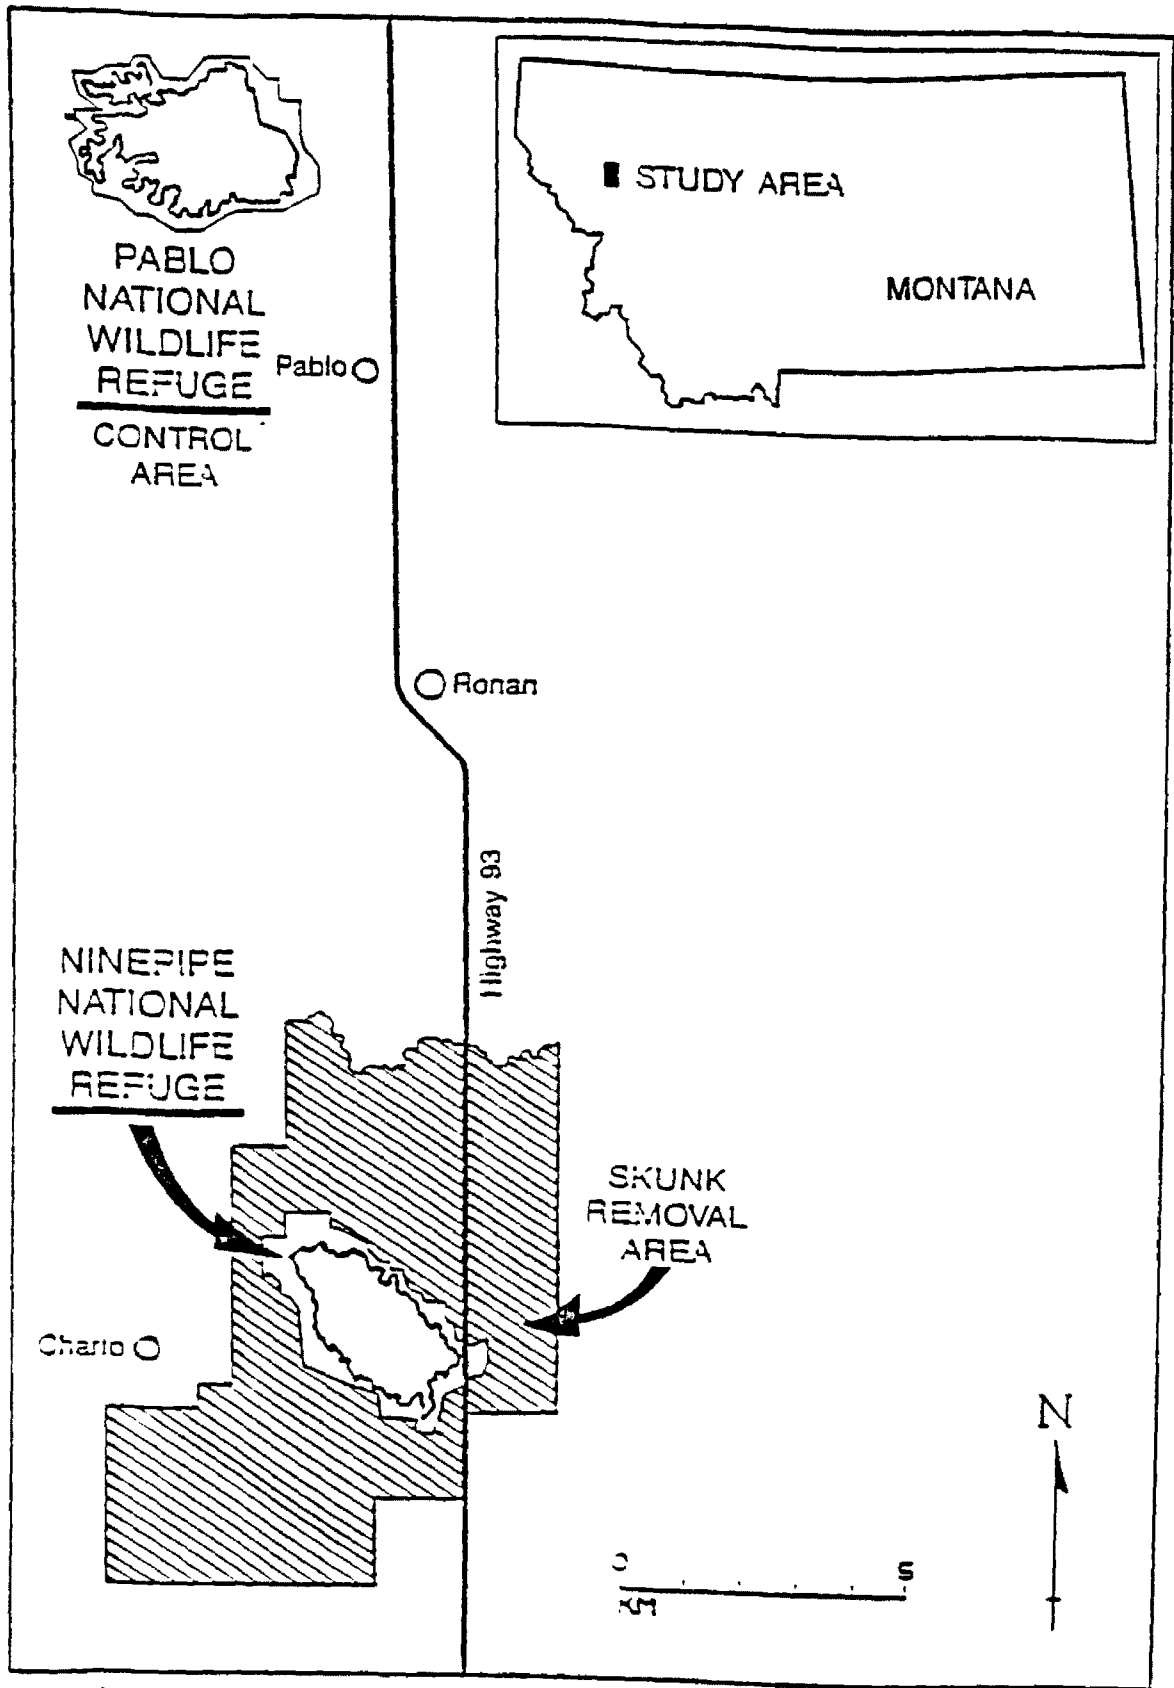 PABLO
NATIONAL
WILDLIFE
REFUGE
CONTROL
AREA
STUDY AREA
MONTANA
Pablo
Ronan
Highway 93
NINEPIPE
NATIONAL
WILDLIFE
REFUGE
SKUNK
REMOVAL
AREA
Charlo
N
0 5